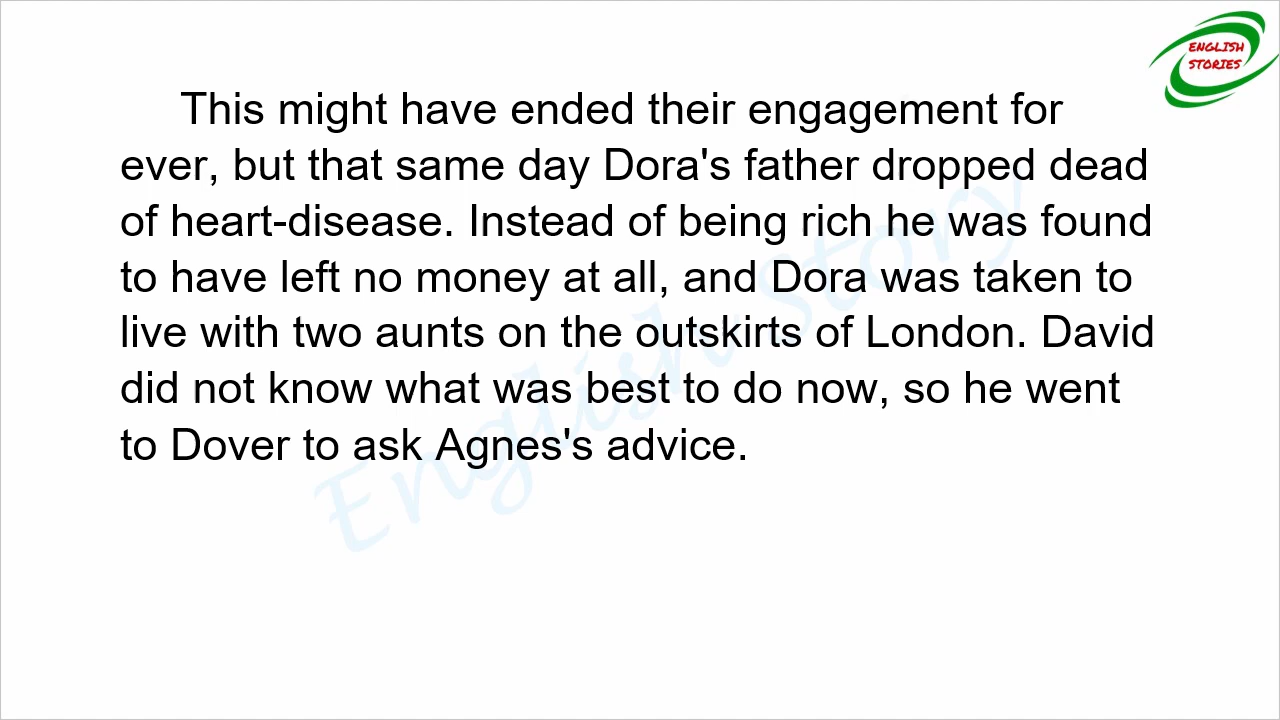 ENGLISH
STORIES
This might have ended their engagement for
ever, but that same day Dora's father dropped dead
of heart-disease. Instead of being rich he was found
to have left no money at all, and Dora was taken to
live with two aunts on the outskirts of London. David
did not know what was best to do now, so he went
to Dover to ask Agnes's advice.
English Story